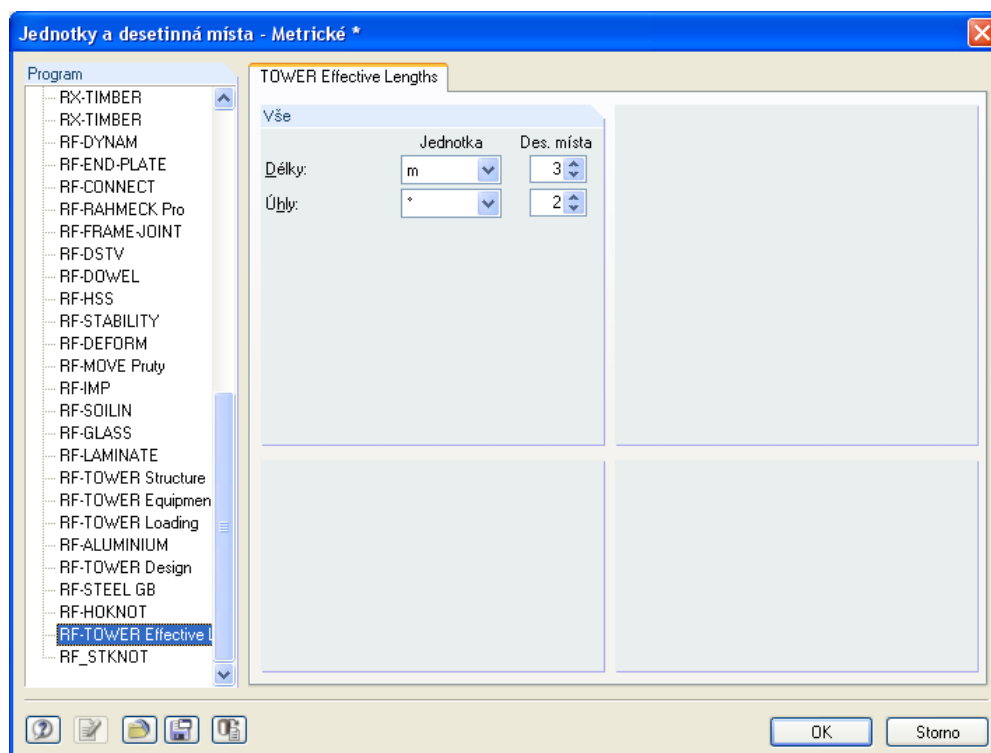 Jednotky a desetinná místa - Metrické *
Program
RX-TIMBER
RX-TIMBER
RF-DYNAM
RF-END-PLATE
RF-CONNECT
RF-RAHMECK Pro
RF-FRAME-JOINT
RF-DSTV
RF-DOWEL
RF-HSS
RF-STABILITY
RF-DEFORM
RF-MOVE Pruty
RF-IMP
RF-SOILIN
RF-GLASS
RF-LAMINATE
RF-TOWER Structure
RF-TOWER Equipmen
RF-TOWER Loading
RF-ALUMINIUM
RF-TOWER Design
RF-STEEL GB
RF-HOKNOT
RF-TOWER Effective L
RF_STKNOT
TOWER Effective Lengths
Vše
Jednotka Des. místa
Délky: m 3
Úhly: ° 2
OK Storno